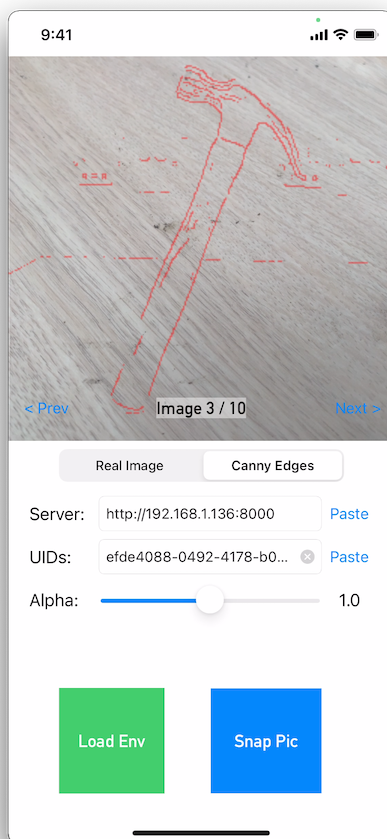 9:41
< Prev
Image 3 / 10
Next >
Real Image
Canny Edges
Server:
http://192.168.1.136:8000
Paste
UIDs:
efde4088-0492-4178-b0...
Paste
Alpha:
1.0
Load Env
Snap Pic